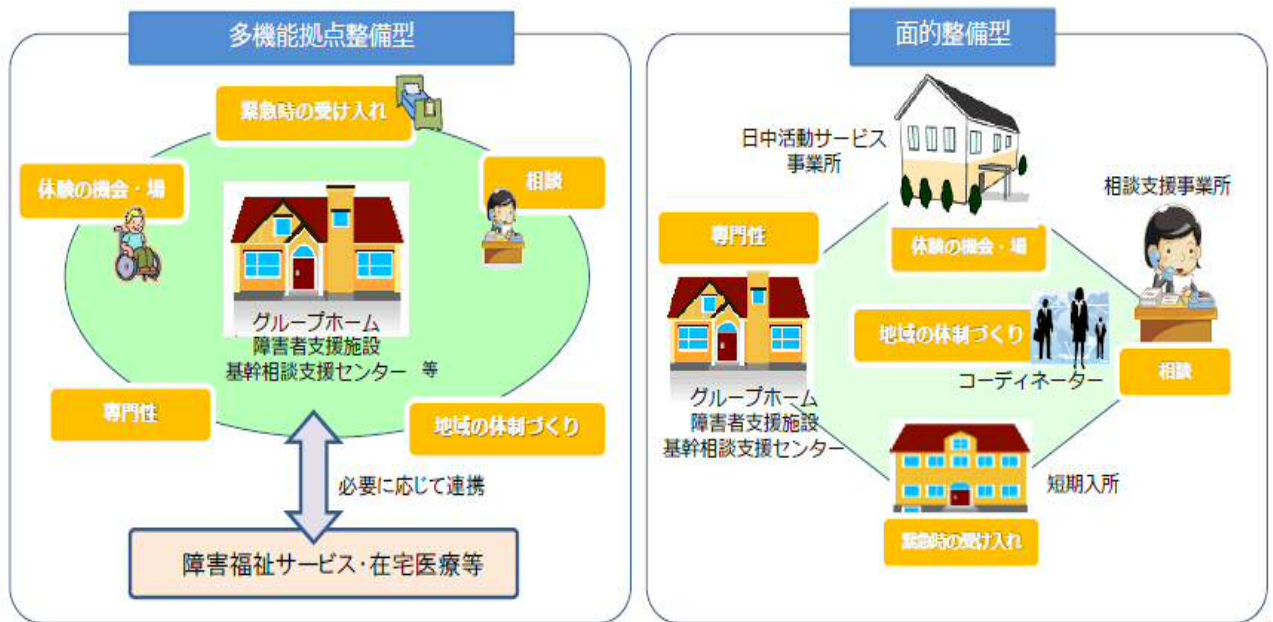 多機能拠点整備型
緊急時の受け入れ
体験の機会・場
相談
グループホーム
障害者支援施設
基幹相談支援センター 等
専門性
地域の体制づくり
必要に応じて連携
障害福祉サービス・在宅医療等
面的整備型
日中活動サービス
事業所
体験の機会・場
相談支援事業所
相談
専門性
グループホーム
障害者支援施設
基幹相談支援センター
地域の体制づくり
コーディネーター
短期入所
緊急時の受け入れ